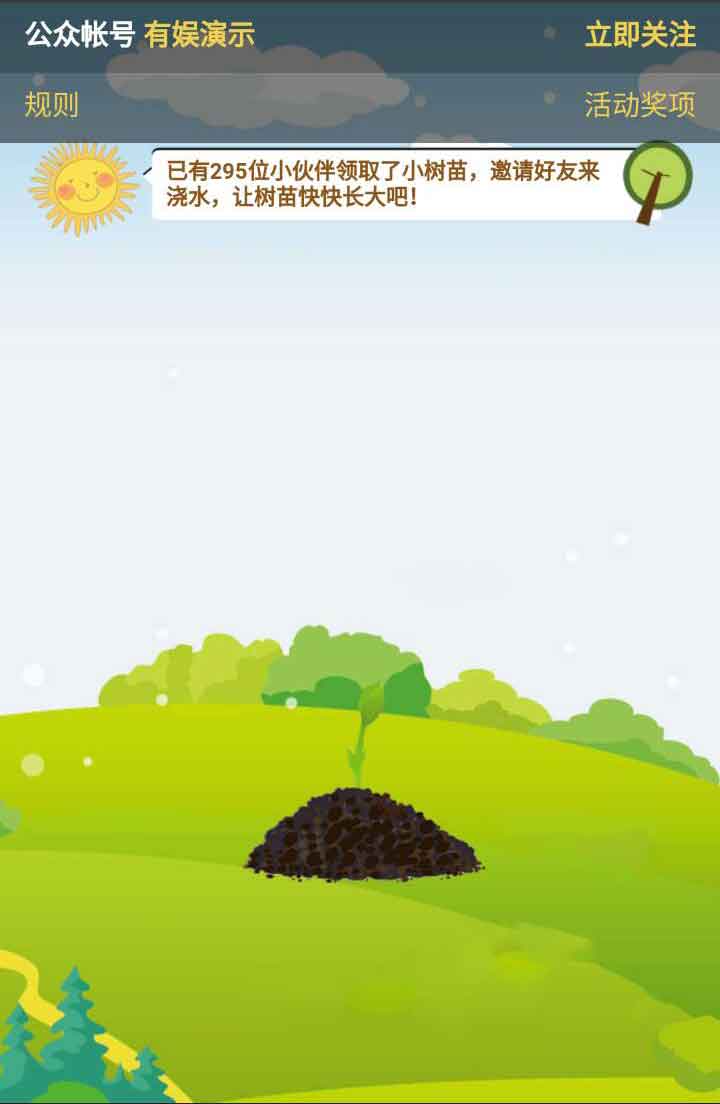 公众帐号 有娱演示 立即关注
规则 活动奖项
已有295位小伙伴领取了小树苗，邀请好友来
浇水，让树苗快快长大吧！